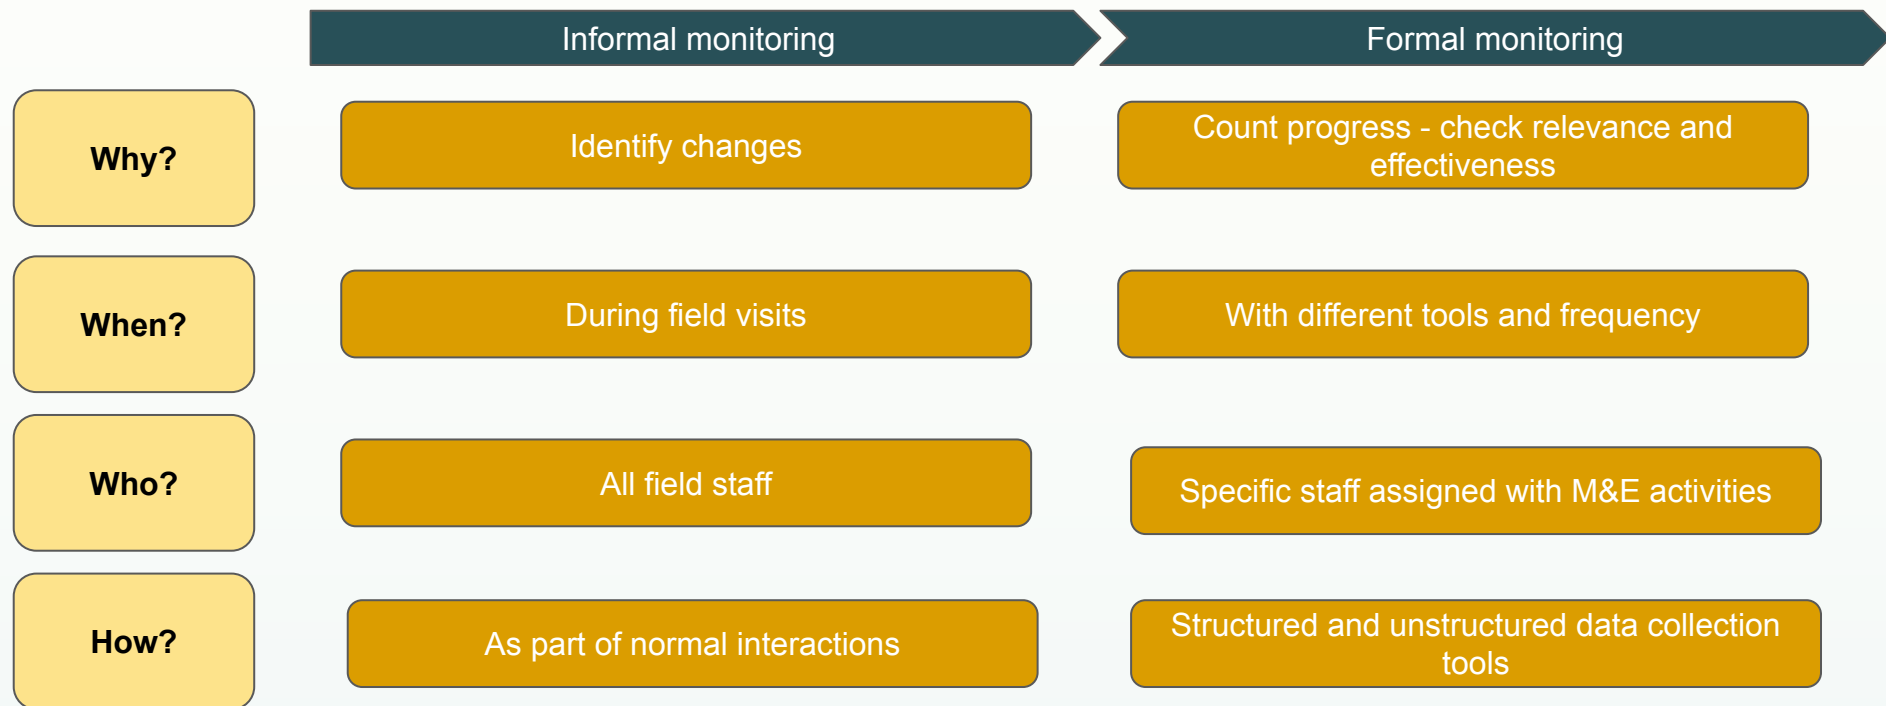 Informal monitoring
Formal monitoring
Why?
Identify changes
Count progress - check relevance and
effectiveness
When?
During field visits
With different tools and frequency
Who?
All field staff
Specific staff assigned with M&E activities
How?
As part of normal interactions
Structured and unstructured data collection
tools